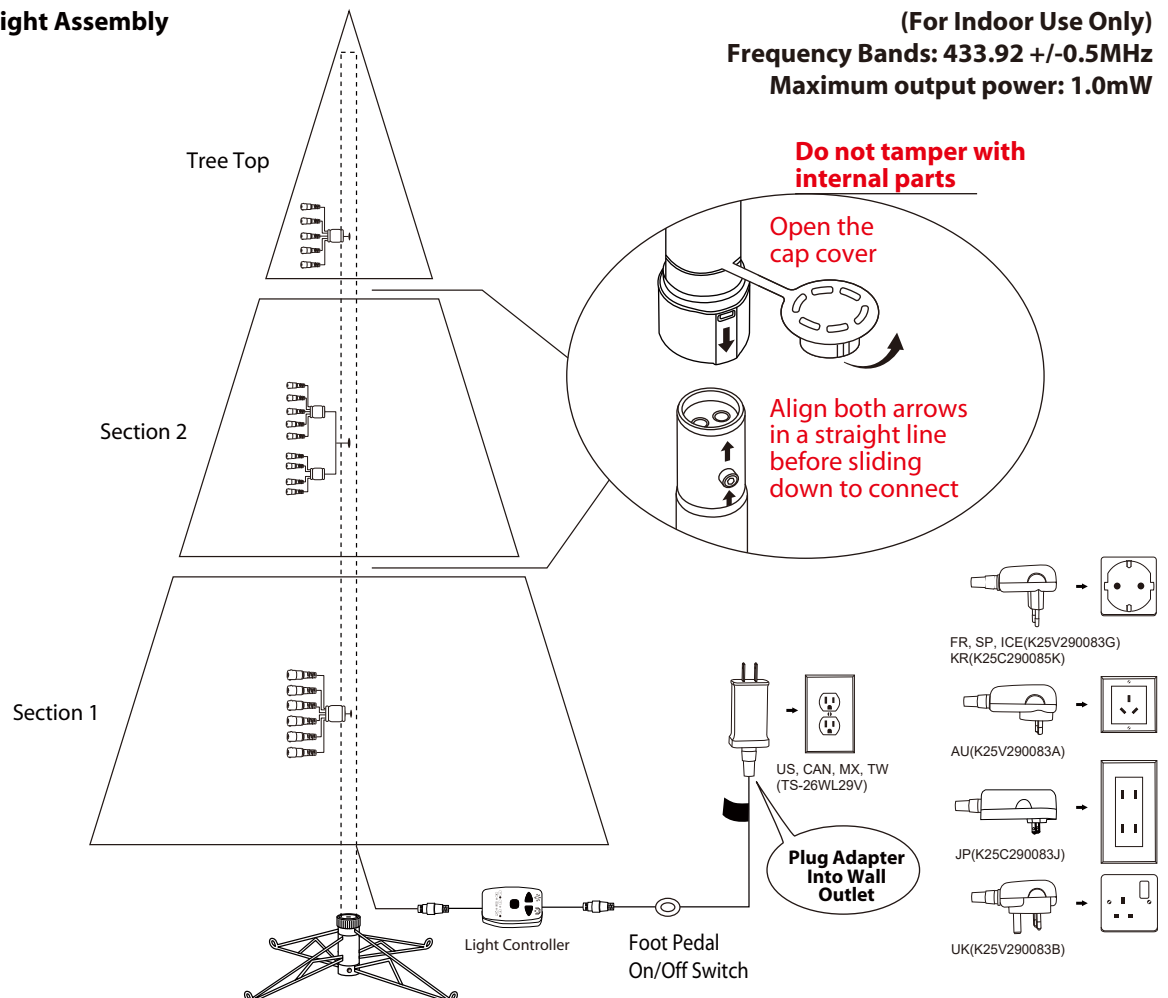 ight Assembly
(For Indoor Use Only)
Frequency Bands: 433.92 +/-0.5MHz
Maximum output power: 1.0mW
Tree Top
Do not tamper with
internal parts
Open the
cap cover
Section 2
Align both arrows
in a straight line
before sliding
down to connect
Section 1
US, CAN, MX, TW
(TS-26WL29V)
Plug Adapter
Into Wall
Outlet
Light Controller
Foot Pedal
On/Off Switch
FR, SP, ICE(K25V290083G)
KR(K25C290085K)
AU(K25V290083A)
JP(K25C290083J)
UK(K25V290083B)